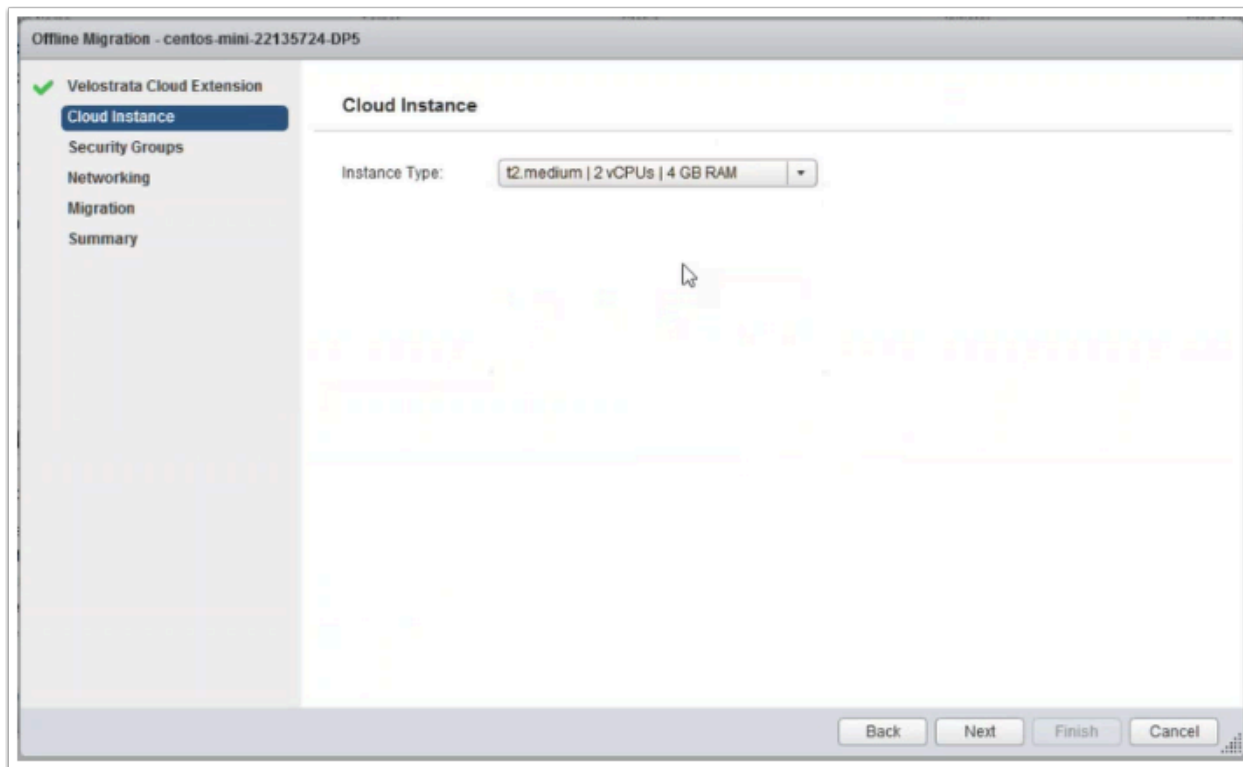 Offline Migration - centos-mini-22135724-DP5
Velostrata Cloud Extension
Cloud Instance
Security Groups
Networking
Migration
Summary
Cloud Instance
Instance Type: t2.medium | 2 vCPUs | 4 GB RAM
Back Next Finish Cancel